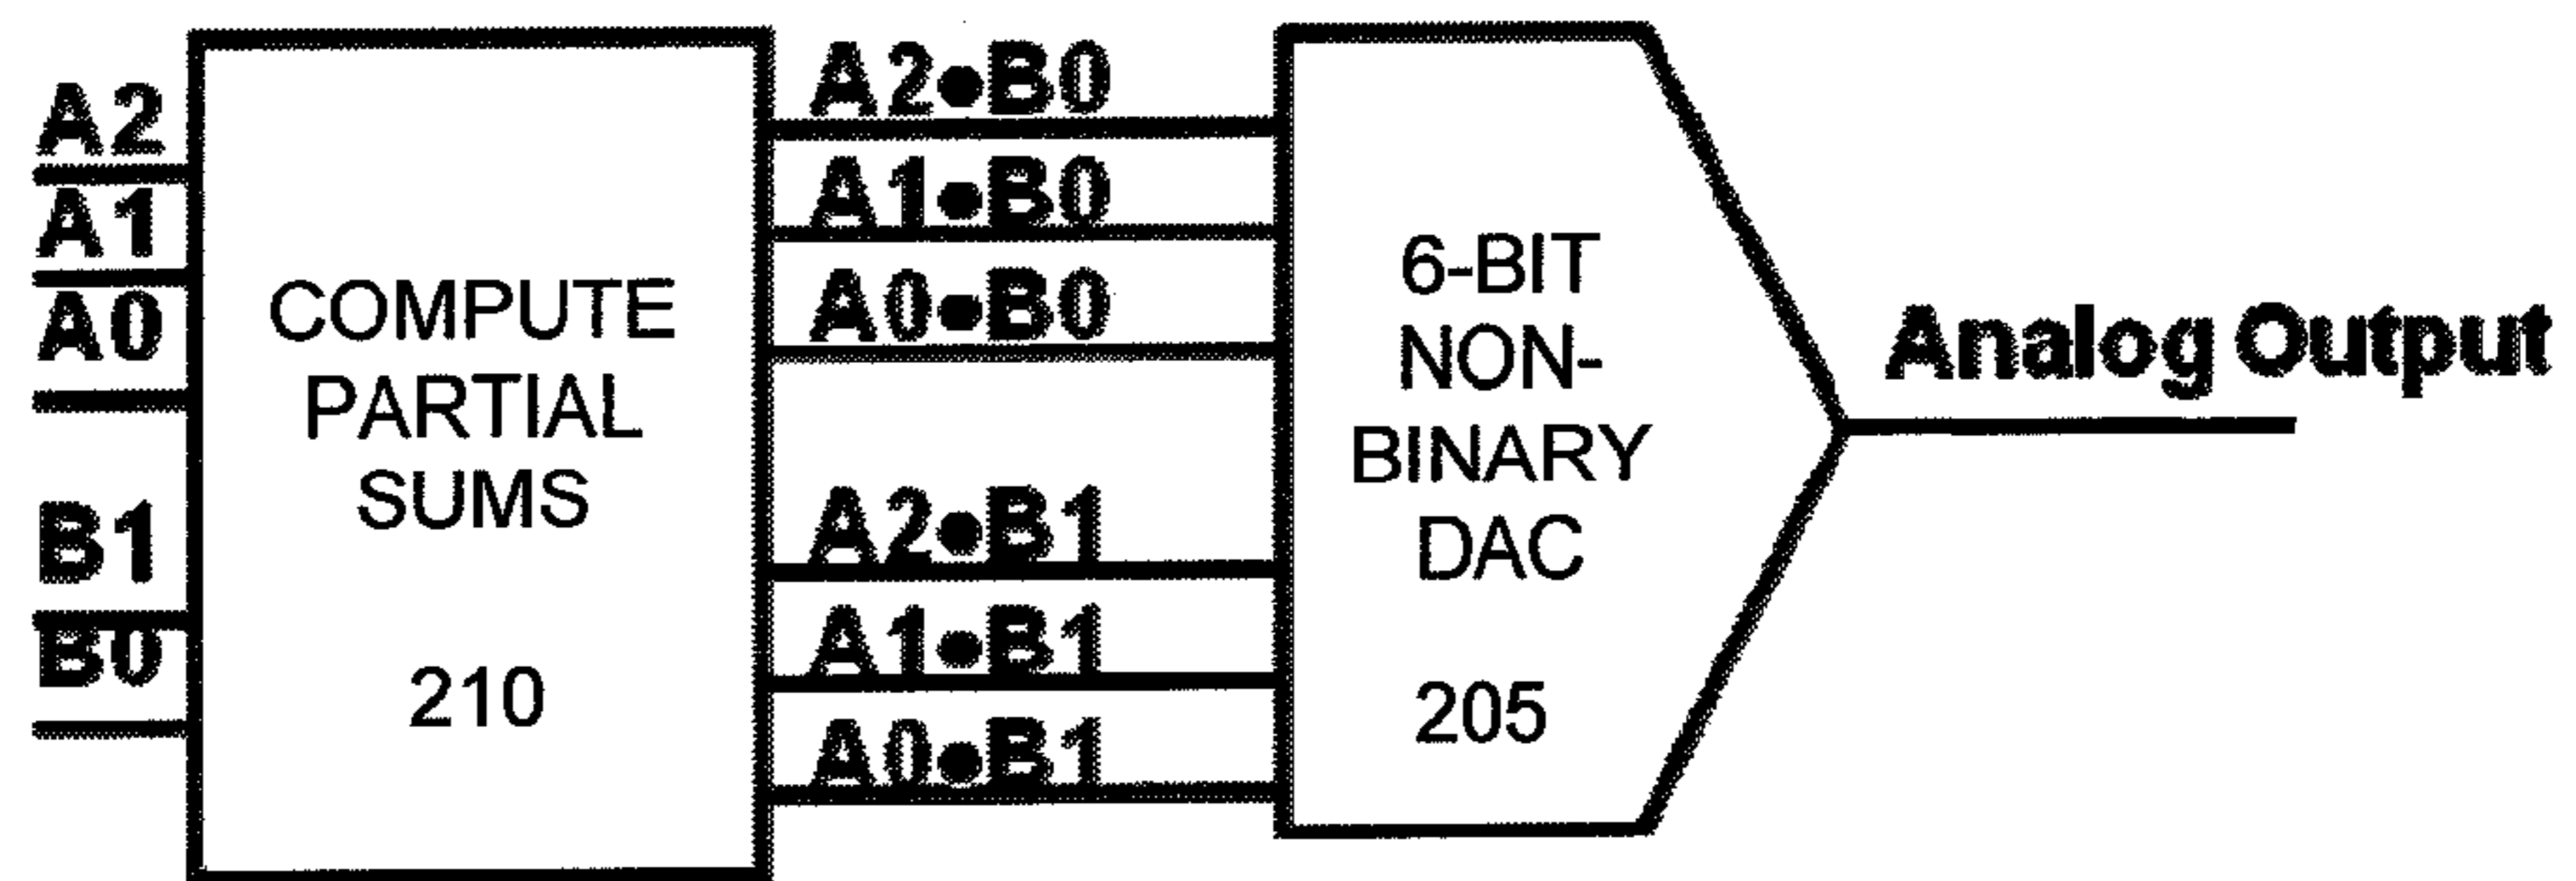 A2
A1
A0
B1
B0
COMPUTE
PARTIAL
SUMS
210
A2•B0
A1•B0
A0•B0
A2•B1
A1•B1
A0•B1
6-BIT
NON-
BINARY
DAC
205
Analog Output